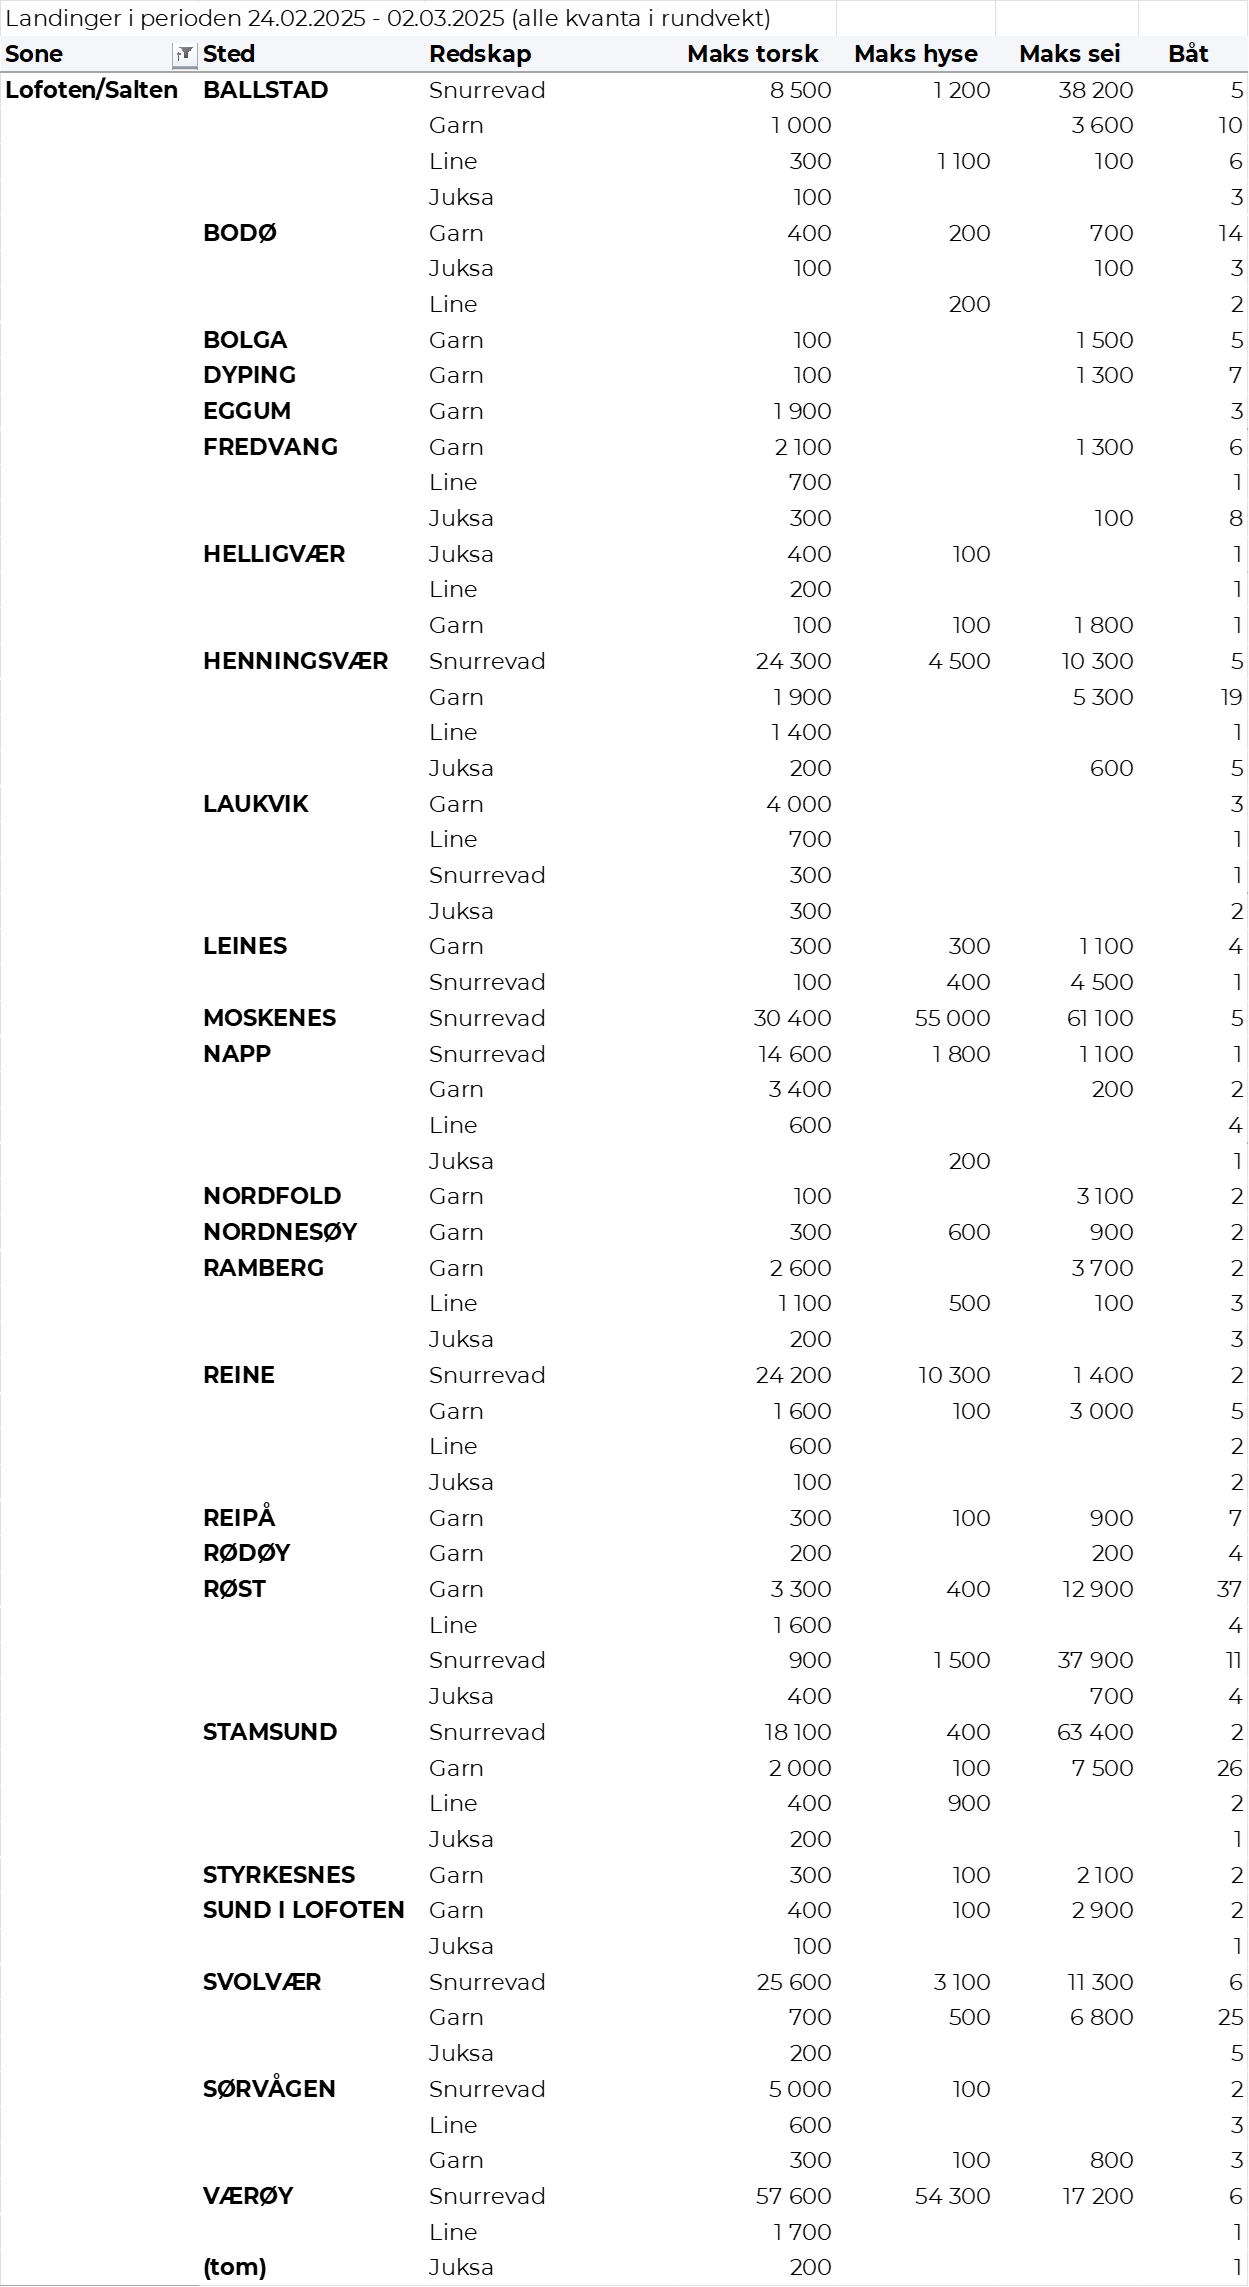 Landinger i perioden 24.02.2025 - 02.03.2025 (alle kvanta i rundvekt)
Sone Sted Redskap Maks torsk Maks hyse Maks sei Båt
Lofoten/Salten BALLSTAD Snurrevad 8 500 1 200 38 200 5
Garn 1 000 3 600 10
Line 300 1 100 100 6
Juksa 100 3
BODØ Garn 400 200 700 14
Juksa 100 100 3
Line 200 2
BOLGA Garn 100 1 500 5
DYPING Garn 100 1 300 7
EGGUM Garn 1 900 3
FREDVANG Garn 2 100 1 300 6
Line 700 1
Juksa 300 100 8
HELLIGVÆR Juksa 400 100 1
Line 200 1
Garn 100 100 1 800 1
HENNINGSVÆR Snurrevad 24 300 4 500 10 300 5
Garn 1 900 5 300 19
Line 1 400 1
Juksa 200 600 5
LAUKVIK Garn 4 000 3
Line 700 1
Snurrevad 300 1
Juksa 300 2
LEINES Garn 300 300 1 100 4
Snurrevad 100 400 4 500 1
MOSKENES Snurrevad 30 400 55 000 61 100 5
NAPP Snurrevad 14 600 1 800 1 100 1
Garn 3 400 200 2
Line 600 4
Juksa 200 1
NORDFOLD Garn 100 3 100 2
NORDNESØY Garn 300 600 900 2
RAMBERG Garn 2 600 3 700 2
Line 1 100 500 100 3
Juksa 200 3
REINE Snurrevad 24 200 10 300 1 400 2
Garn 1 600 100 3 000 5
Line 600 2
Juksa 100 2
REIPÅ Garn 300 100 900 7
RØDØY Garn 200 200 4
RØST Garn 3 300 400 12 900 37
Line 1 600 4
Snurrevad 900 1 500 37 900 11
Juksa 400 700 4
STAMSUND Snurrevad 18 100 400 63 400 2
Garn 2 000 100 7 500 26
Line 400 900 2
Juksa 200 1
STYRKESNES Garn 300 100 2 100 2
SUND I LOFOTEN Garn 400 100 2 900 2
Juksa 100 1
SVOLVÆR Snurrevad 25 600 3 100 11 300 6
Garn 700 500 6 800 25
Juksa 200 5
SØRVÅGEN Snurrevad 5 000 100 2
Line 600 3
Garn 300 100 800 3
VÆRØY Snurrevad 57 600 54 300 17 200 6
Line 1 700 1
(tom) Juksa 200 1